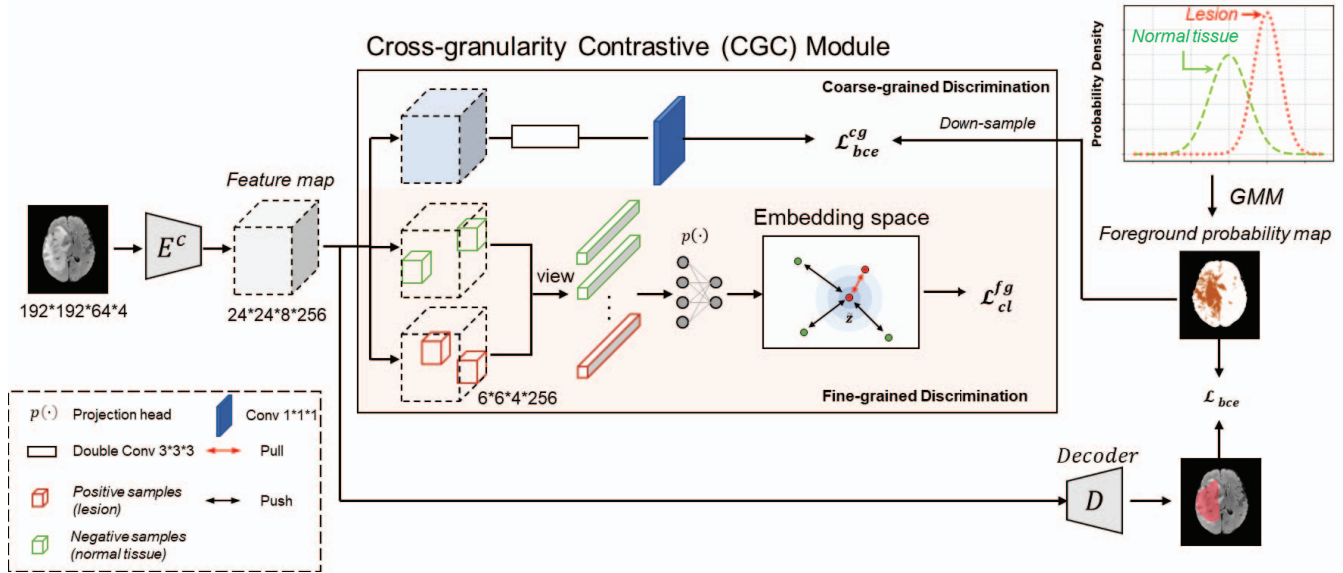 Cross-granularity Contrastive (CGC) Module
Coarse-grained Discrimination
Lesion
Normal tissue
Probability Density
Down-sample
ℒ_{bce}^{cg}
GMM
Foreground probability map
Feature map
E^C
192*192*64*4
24*24*8*256
view
p(·)
Embedding space
z
ℒ_{cl}^{fg}
6*6*4*256
Fine-grained Discrimination
ℒ_{bce}
Decoder
D
p(·) Projection head
Conv 1*1*1
Double Conv 3*3*3
Pull
Positive samples
(lesion)
Push
Negative samples
(normal tissue)